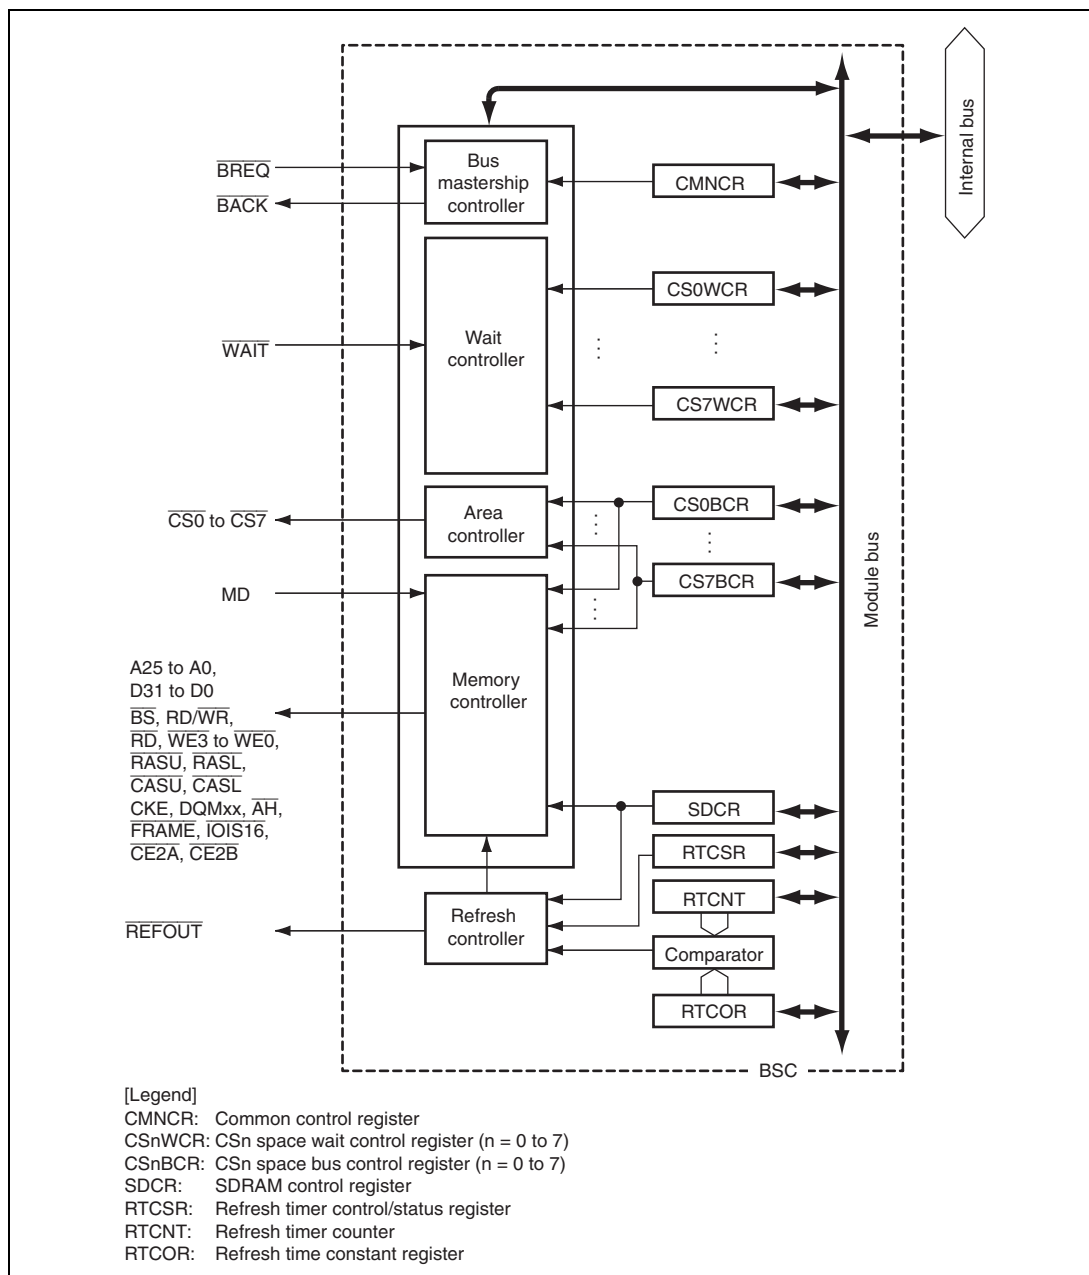 BREQ
BACK
Bus
mastership
controller
CMNCR
Internal bus
CS0WCR
WAIT
Wait
controller
CS7WCR
CS0 to CS7
Area
controller
CS0BCR
CS7BCR
MD
Module bus
A25 to A0,
D31 to D0
BS, RD/WR,
RD, WE3 to WE0,
RASU, RASL,
CASU, CASL
CKE, DQMxx, AH,
FRAME, IOIS16,
CE2A, CE2B
Memory
controller
SDCR
RTCSR
RTCNT
REFOUT
Refresh
controller
Comparator
RTCOR
BSC
[Legend]
CMNCR: Common control register
CSnWCR: CSn space wait control register (n = 0 to 7)
CSnBCR: CSn space bus control register (n = 0 to 7)
SDCR: SDRAM control register
RTCSR: Refresh timer control/status register
RTCNT: Refresh timer counter
RTCOR: Refresh time constant register